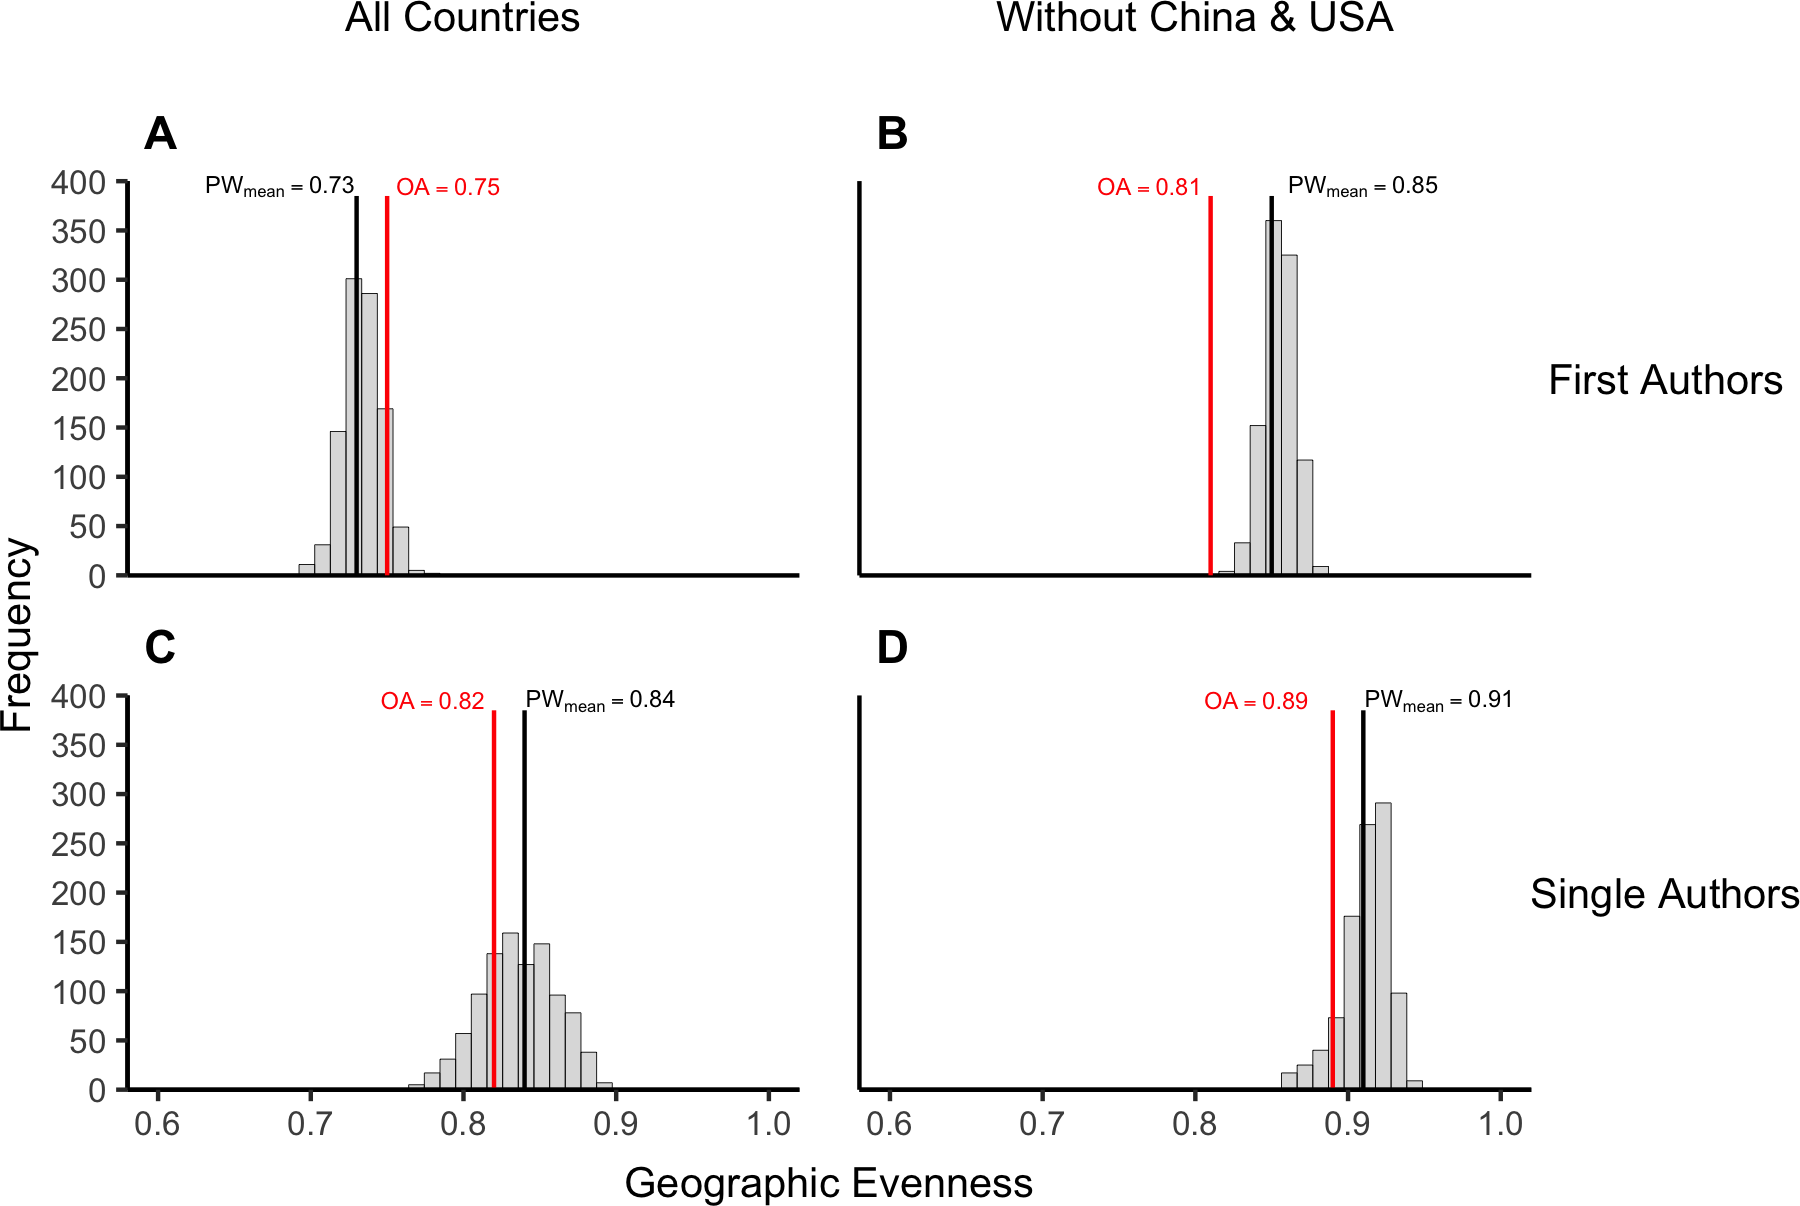 All Countries
Without China & USA
A
B
PWmean = 0.73
OA = 0.75
OA = 0.81
PWmean = 0.85
400
350
300
250
200
150
100
50
0
First Authors
Frequency
C
D
OA = 0.82
PWmean = 0.84
OA = 0.89
PWmean = 0.91
400
350
300
250
200
150
100
50
0
Single Authors
0.6 0.7 0.8 0.9 1.0
0.6 0.7 0.8 0.9 1.0
Geographic Evenness